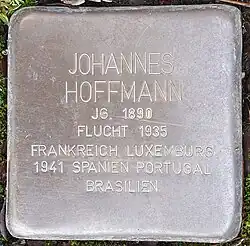 JOHANNES
HOFFMANN
JG. 1890
FLUCHT 1935
FRANKREICH LUXEMBURG
1941 SPANIEN PORTUGAL
BRASILIEN